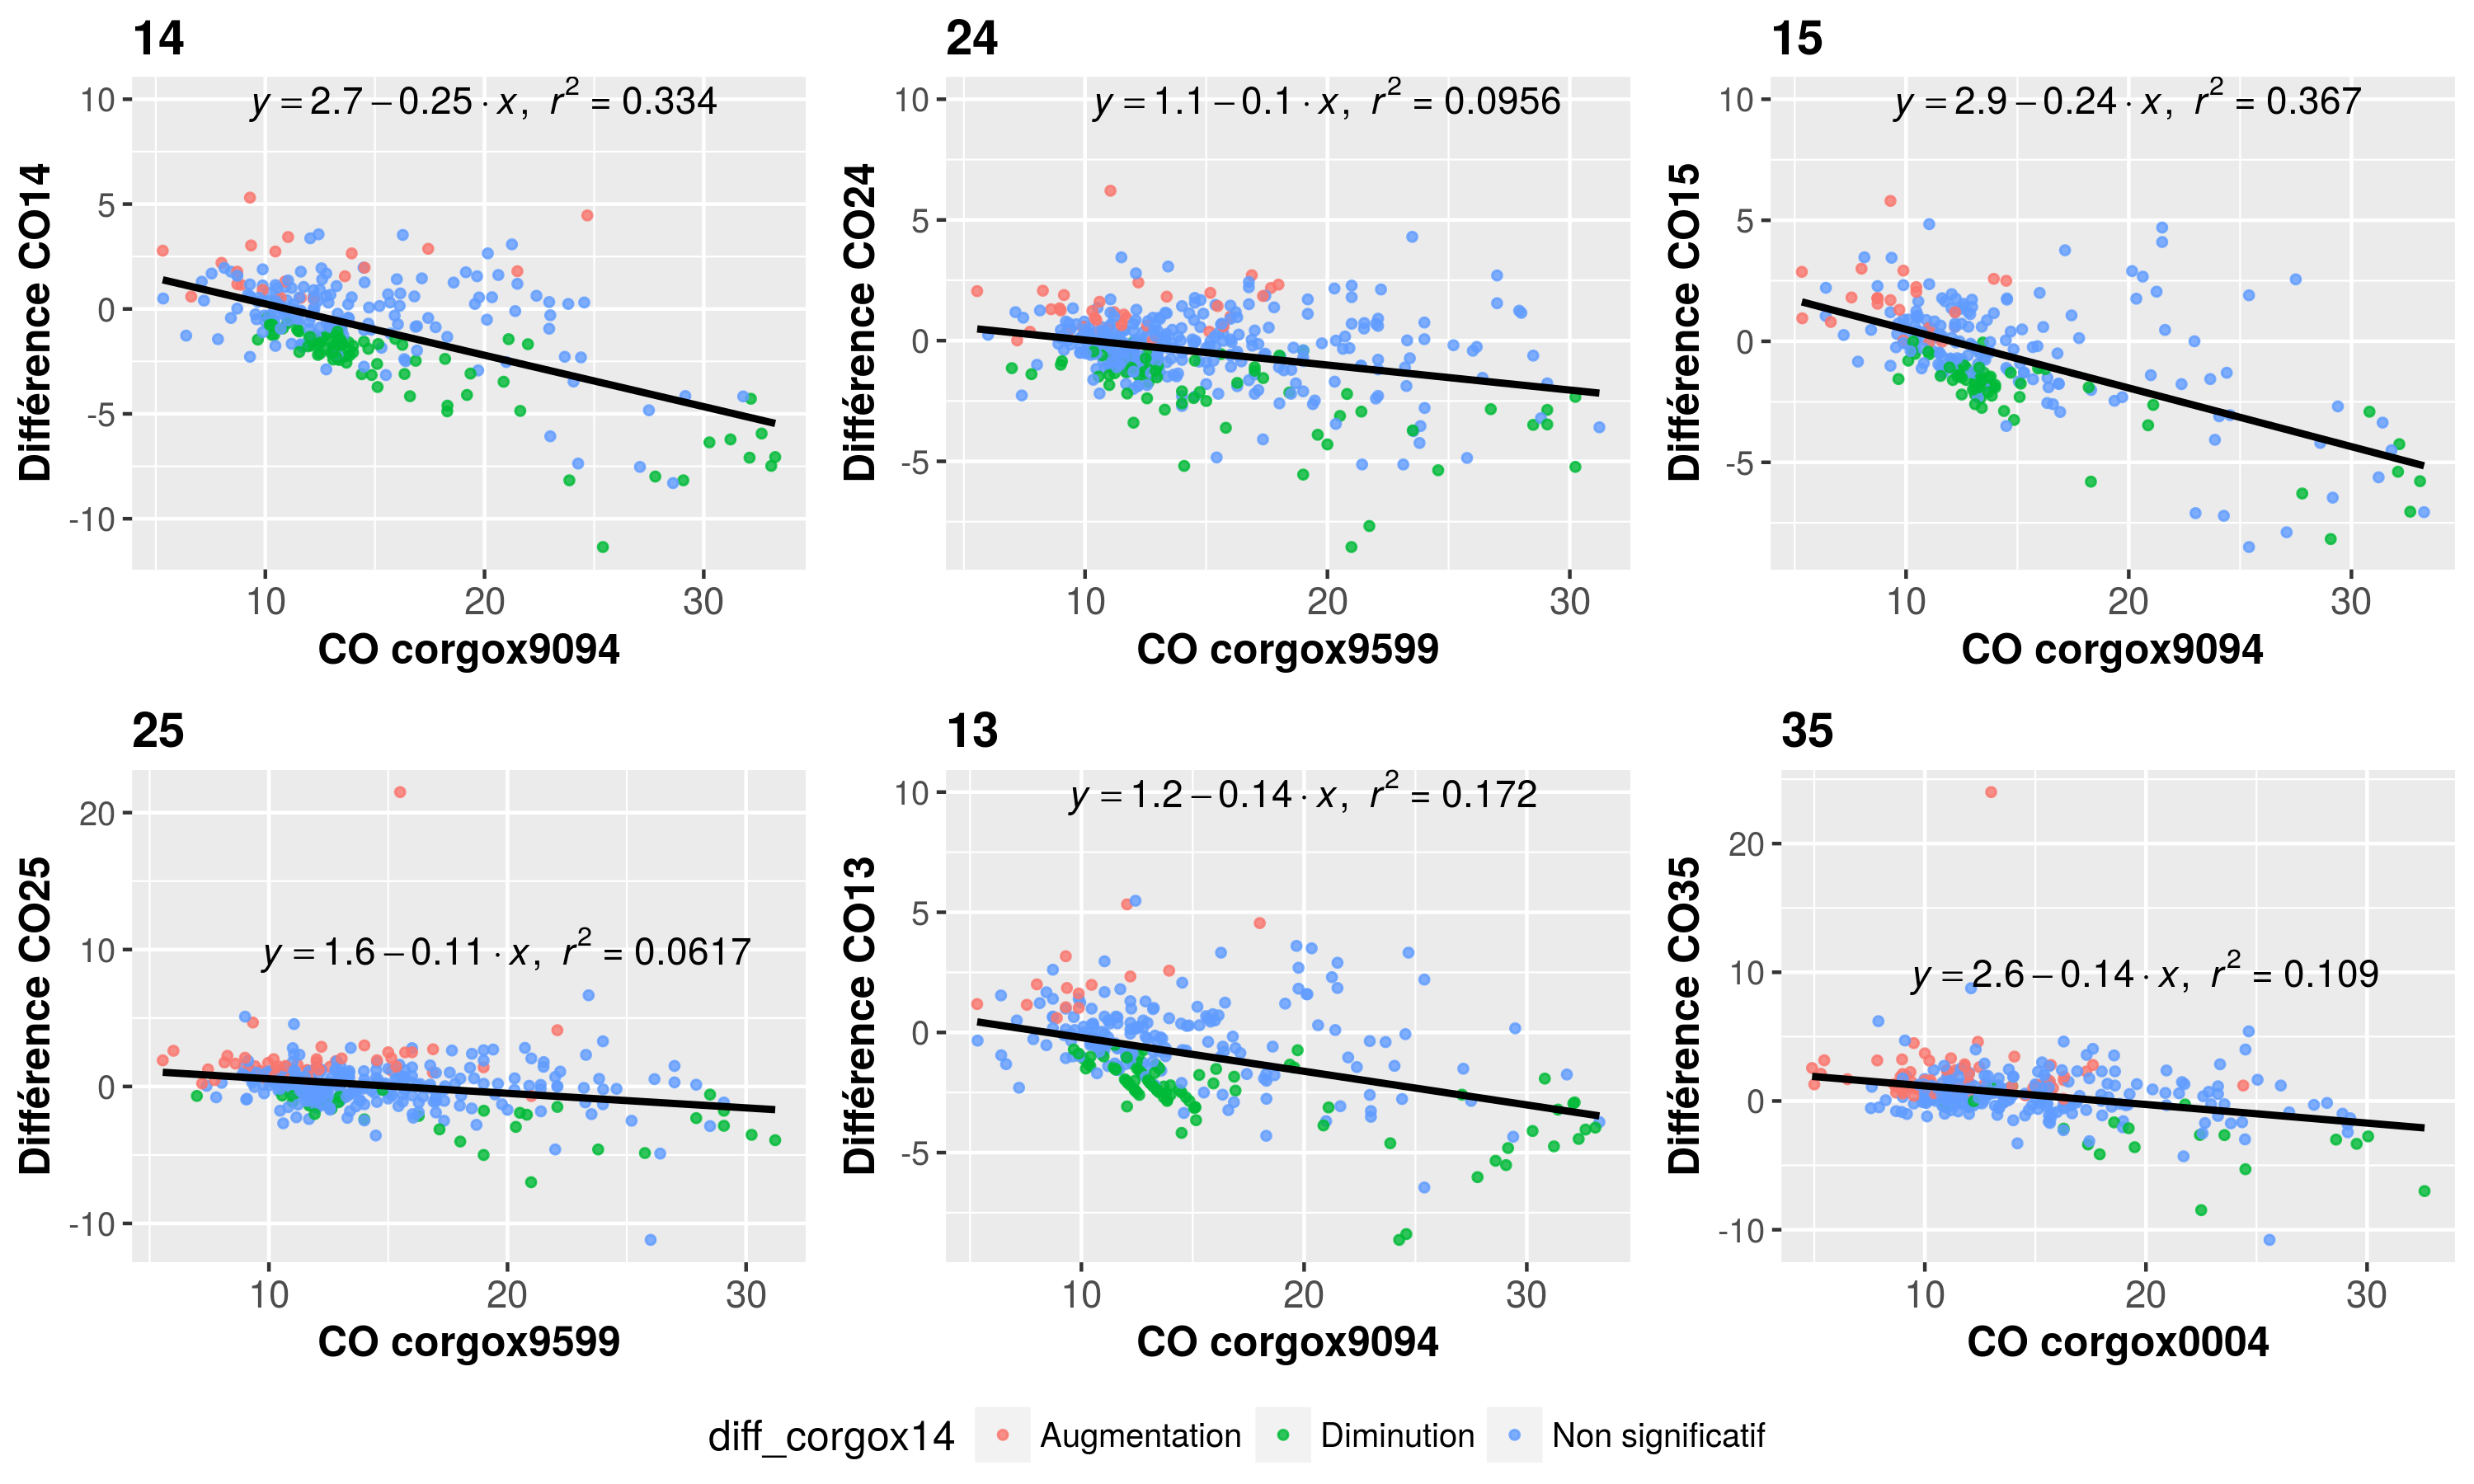 14
y = 2.7 − 0.25 · x, r² = 0.334
Différence CO14
10
5
0
-5
-10
10 20 30
CO corgox9094
24
y = 1.1 − 0.1 · x, r² = 0.0956
Différence CO24
10
5
0
-5
10 20 30
CO corgox9599
15
y = 2.9 − 0.24 · x, r² = 0.367
Différence CO15
10
5
0
-5
10 20 30
CO corgox9094
25
Différence CO25
20
y = 1.6 − 0.11 · x, r² = 0.0617
10
0
-10
10 20 30
CO corgox9599
13
y = 1.2 − 0.14 · x, r² = 0.172
Différence CO13
10
5
0
-5
10 20 30
CO corgox9094
35
Différence CO35
20
y = 2.6 − 0.14 · x, r² = 0.109
10
0
-10
10 20 30
CO corgox0004
diff_corgox14 Augmentation Diminution Non significatif